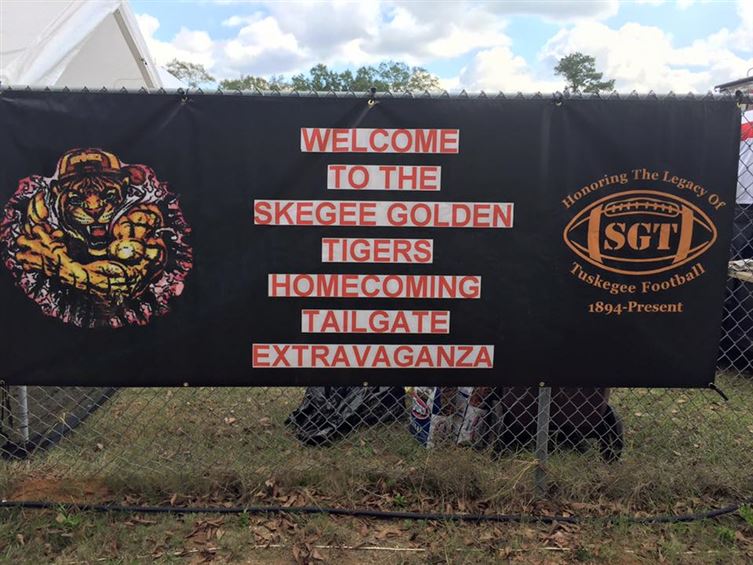 WELCOME
TO THE
SKEGEE GOLDEN
TIGERS
HOMECOMING
TAILGATE
EXTRAVAGANZA
Honoring The Legacy Of
SGT
Tuskegee Football
1894-Present